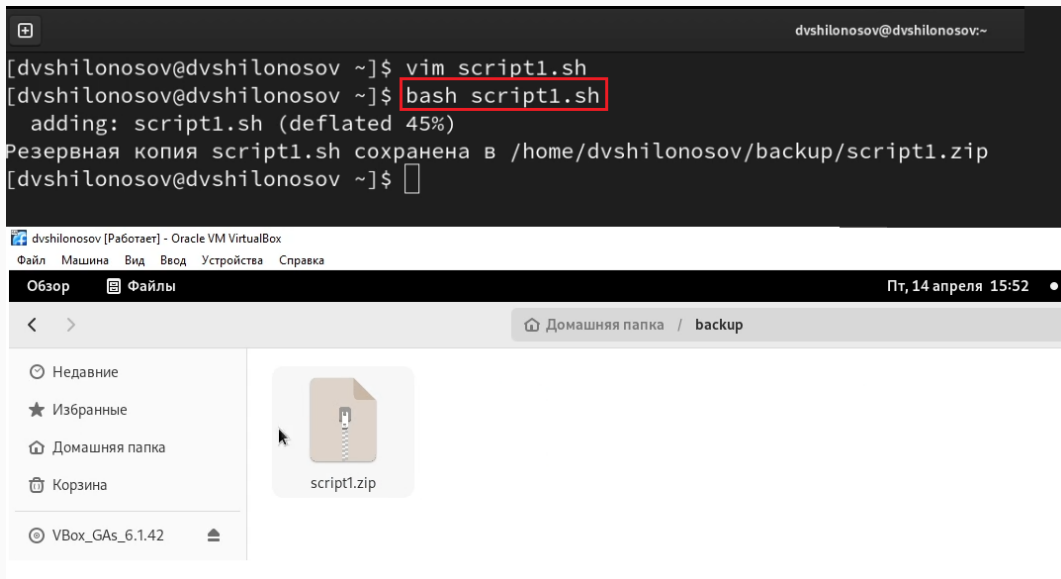 dvshilonosov@dvshilonosov:~
[dvshilonosov@dvshilonosov ~]$ vim script1.sh
[dvshilonosov@dvshilonosov ~]$ bash script1.sh
  adding: script1.sh (deflated 45%)
Резервная копия script1.sh сохранена в /home/dvshilonosov/backup/script1.zip
[dvshilonosov@dvshilonosov ~]$
dvshilonosov [Работает] - Oracle VM VirtualBox
Файл Машина Вид Ввод Устройства Справка
Обзор Файлы Пт, 14 апреля 15:52
Домашняя папка / backup
Недавние
Избранные
Домашняя папка
Корзина
VBox_GAs_6.1.42
script1.zip